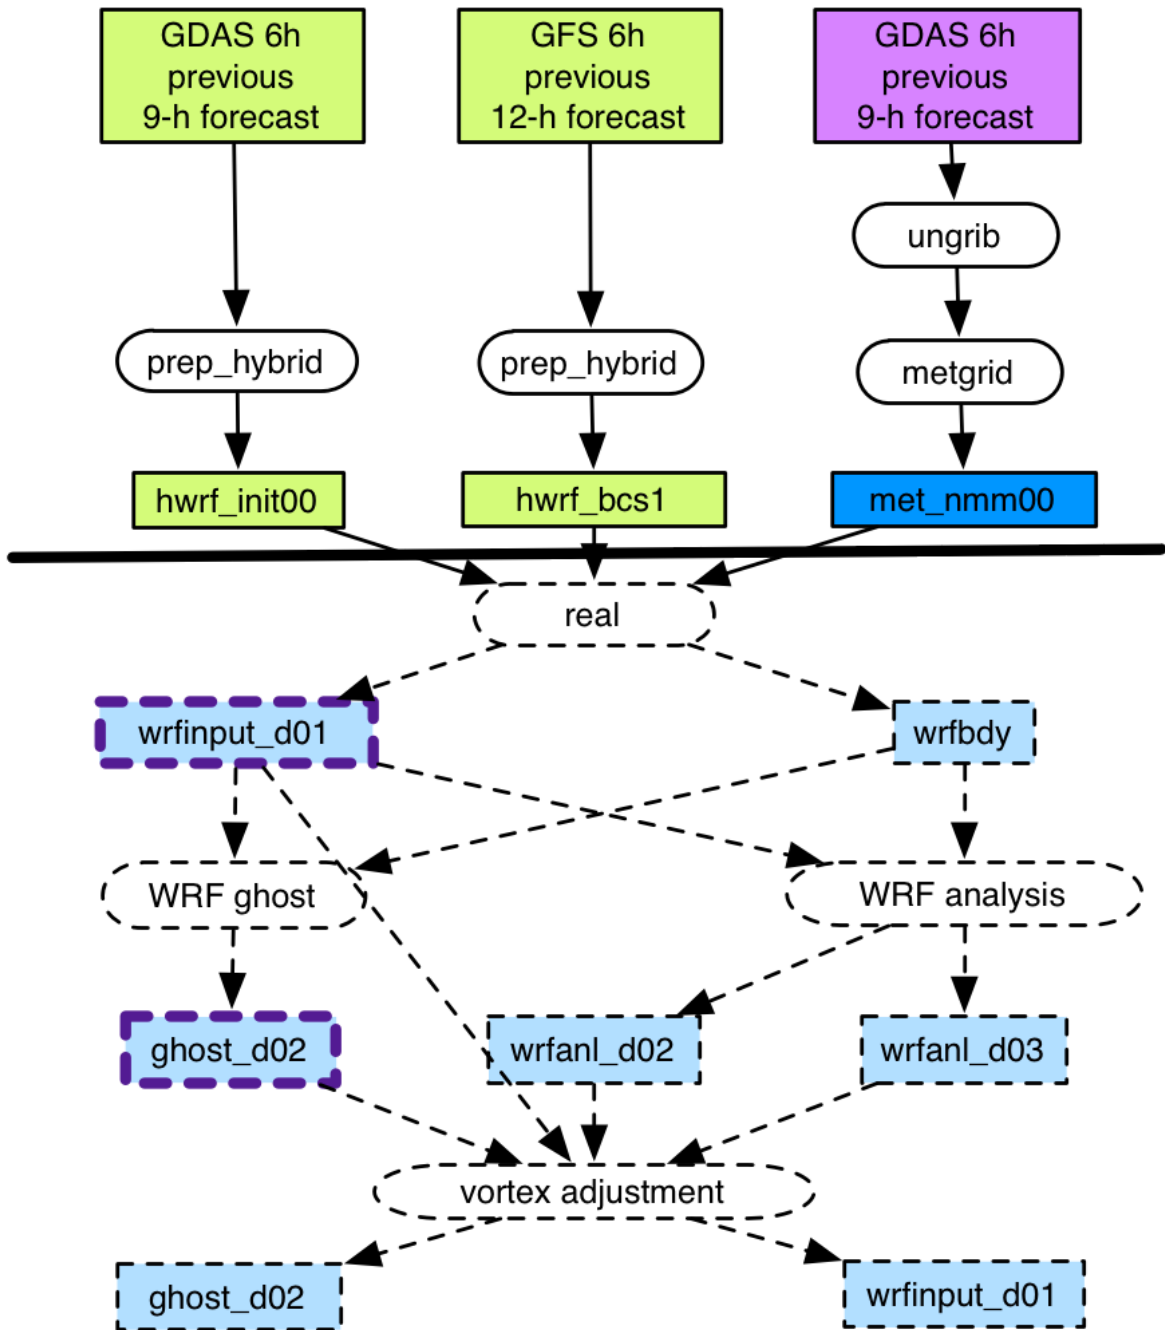 GDAS 6h
previous
9-h forecast
GFS 6h
previous
12-h forecast
GDAS 6h
previous
9-h forecast
ungrib
prep_hybrid
prep_hybrid
metgrid
hwrf_init00
hwrf_bcs1
met_nmm00
real
wrfinput_d01
wrfbdy
WRF ghost
WRF analysis
ghost_d02
wrfanl_d02
wrfanl_d03
vortex adjustment
ghost_d02
wrfinput_d01